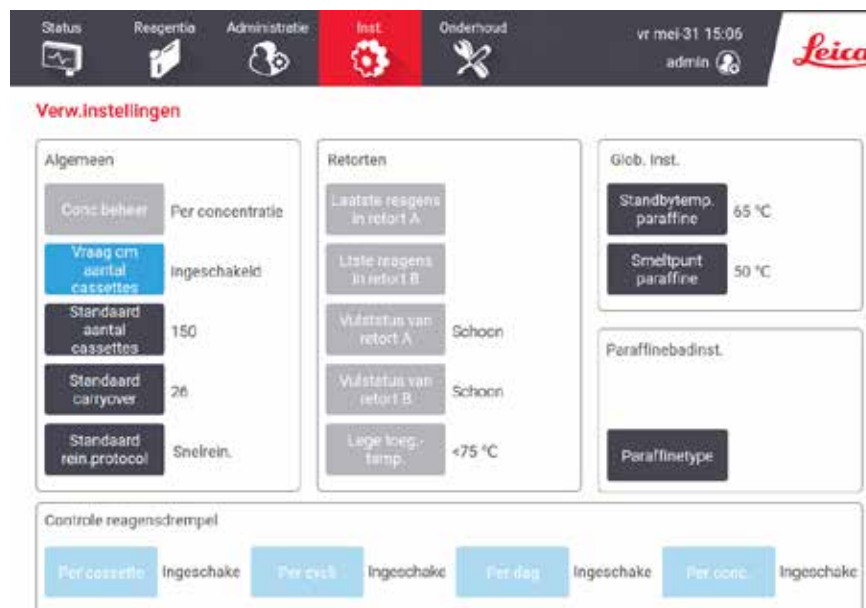 Status Reagentia Administratie Inst. Onderhoud
vr mei-31 15:06
admin
Leica
Verw.instellingen
Algemeen
Conc.beheer Per concentratie
Vraag om
aantal
cassettes
Ingeschakeld
Standaard
aantal
cassettes
150
Standaard
carryover
26
Standaard
rein.protocol
Snelrein.
Retorten
Laatste reagens
in retort A
Ltste reagens
in retort B
Vulstatus van
retort A
Schoon
Vulstatus van
retort B
Schoon
Lege toeg.-
temp.
<75 °C
Glob. Inst.
Standbytemp.
paraffine
65 °C
Smeltpunt
paraffine
50 °C
Paraffinebadinst.
Paraffinetype
Controle reagensdrempel
Per cassette Ingeschake Per cycli Ingeschake Per dag Ingeschake Per conc. Ingeschake